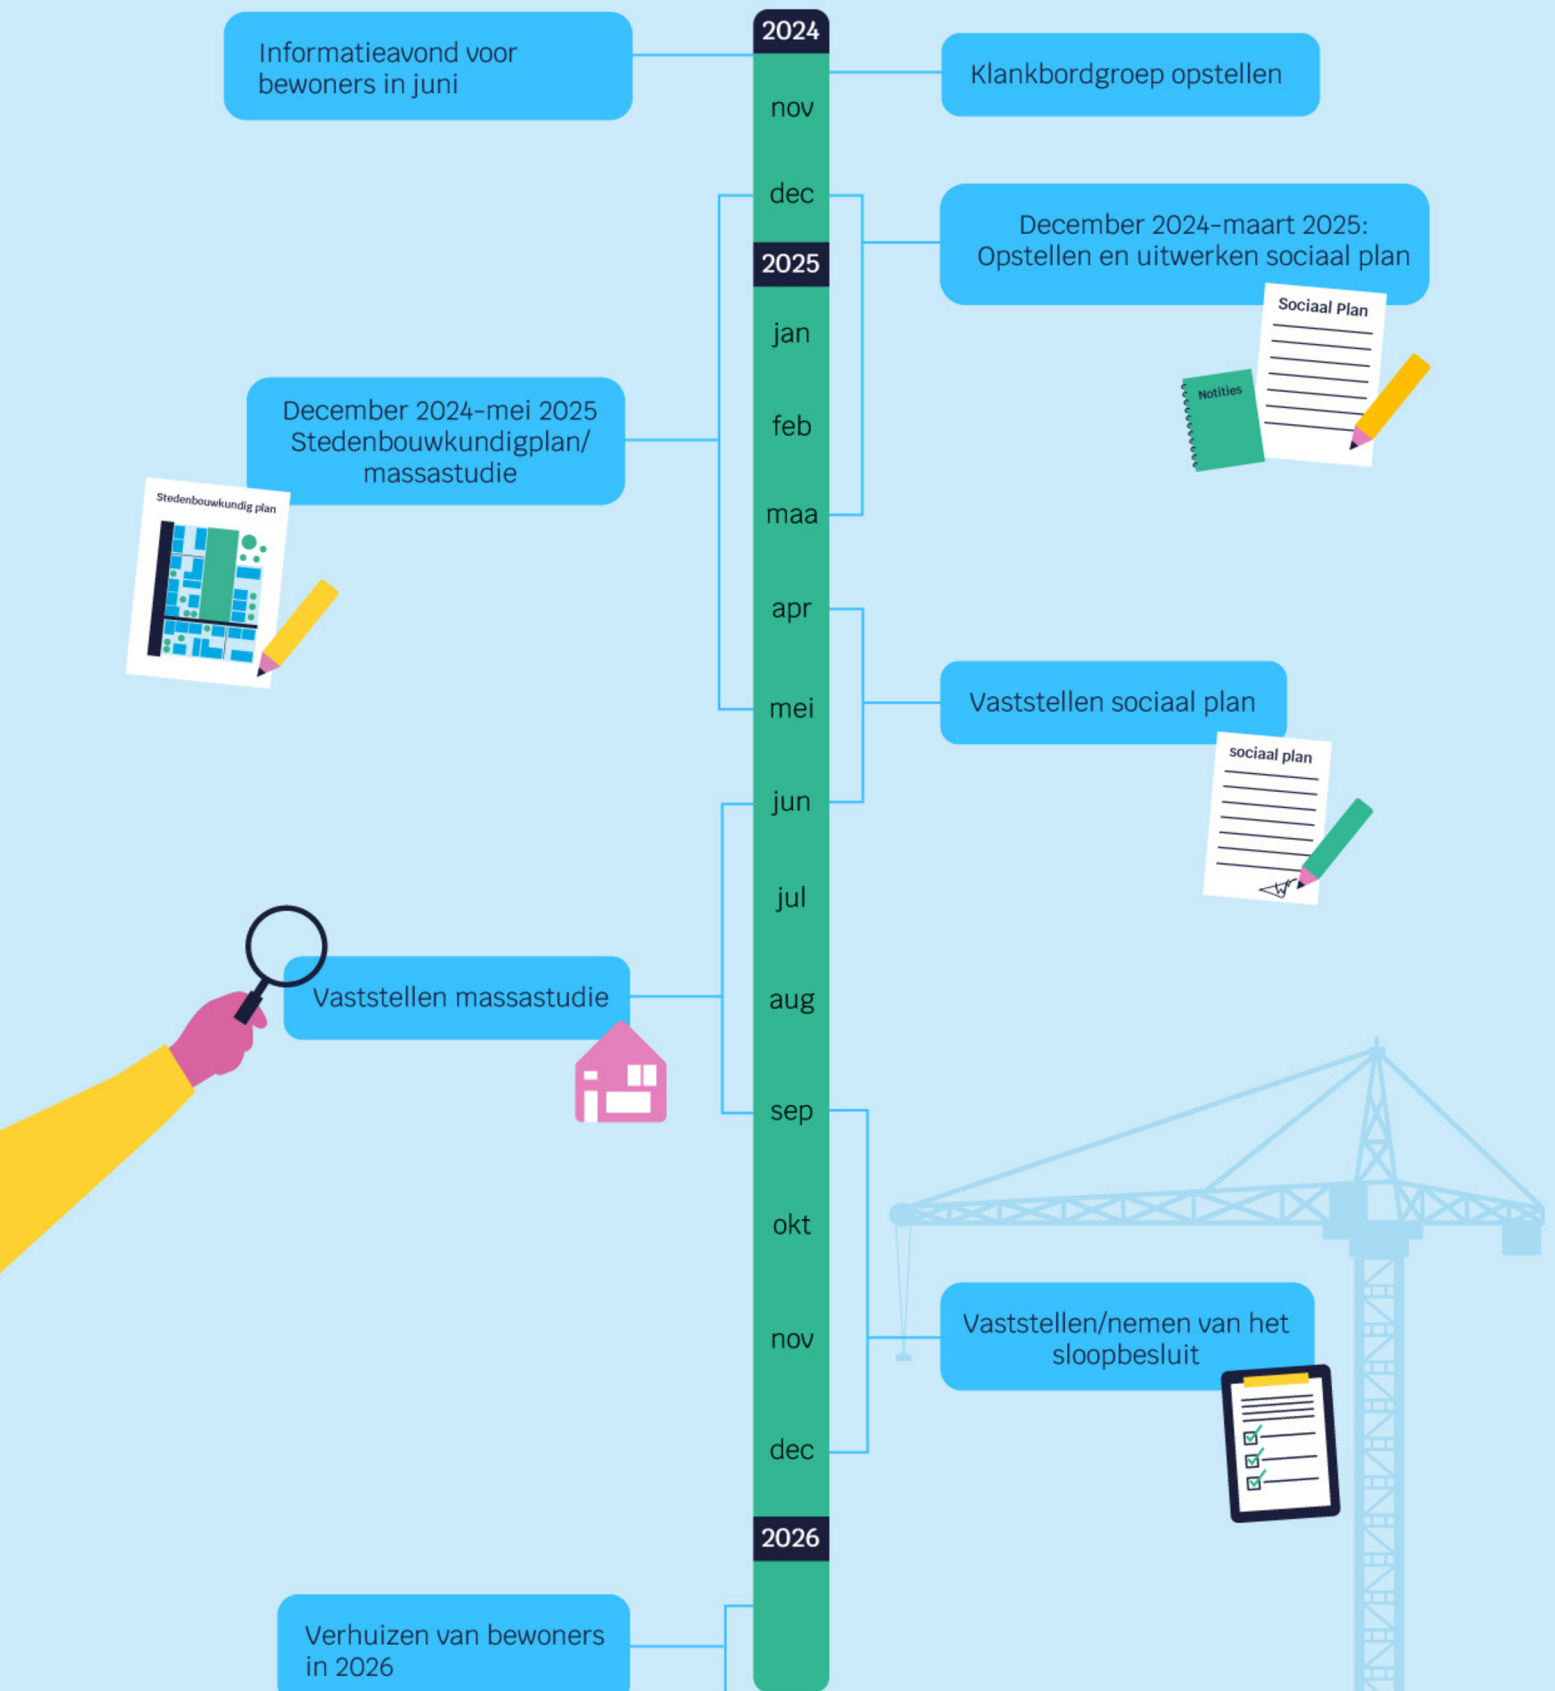 2024
Informatieavond voor
bewoners in juni
Klankbordgroep opstellen
nov
dec
December 2024-maart 2025:
Opstellen en uitwerken sociaal plan
2025
Sociaal Plan
Notities
jan
December 2024-mei 2025
Stedenbouwkundigplan/
massastudie
feb
Stedenbouwkundig plan
maa
apr
mei
Vaststellen sociaal plan
sociaal plan
jun
jul
Vaststellen massastudie
aug
sep
okt
Vaststellen/nemen van het
sloopbesluit
nov
dec
2026
Verhuizen van bewoners
in 2026